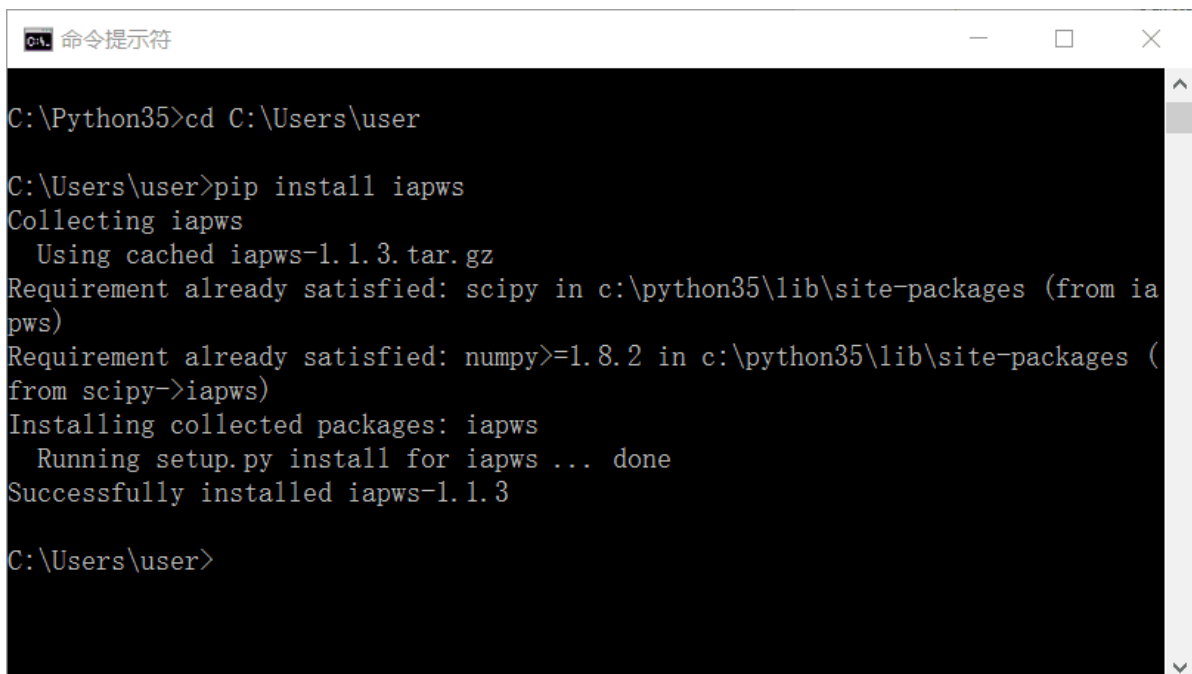 命令提示符
C:\Python35>cd C:\Users\user
C:\Users\user>pip install iapws
Collecting iapws
  Using cached iapws-1.1.3.tar.gz
Requirement already satisfied: scipy in c:\python35\lib\site-packages (from ia
pws)
Requirement already satisfied: numpy>=1.8.2 in c:\python35\lib\site-packages (
from scipy->iapws)
Installing collected packages: iapws
  Running setup.py install for iapws ... done
Successfully installed iapws-1.1.3
C:\Users\user>